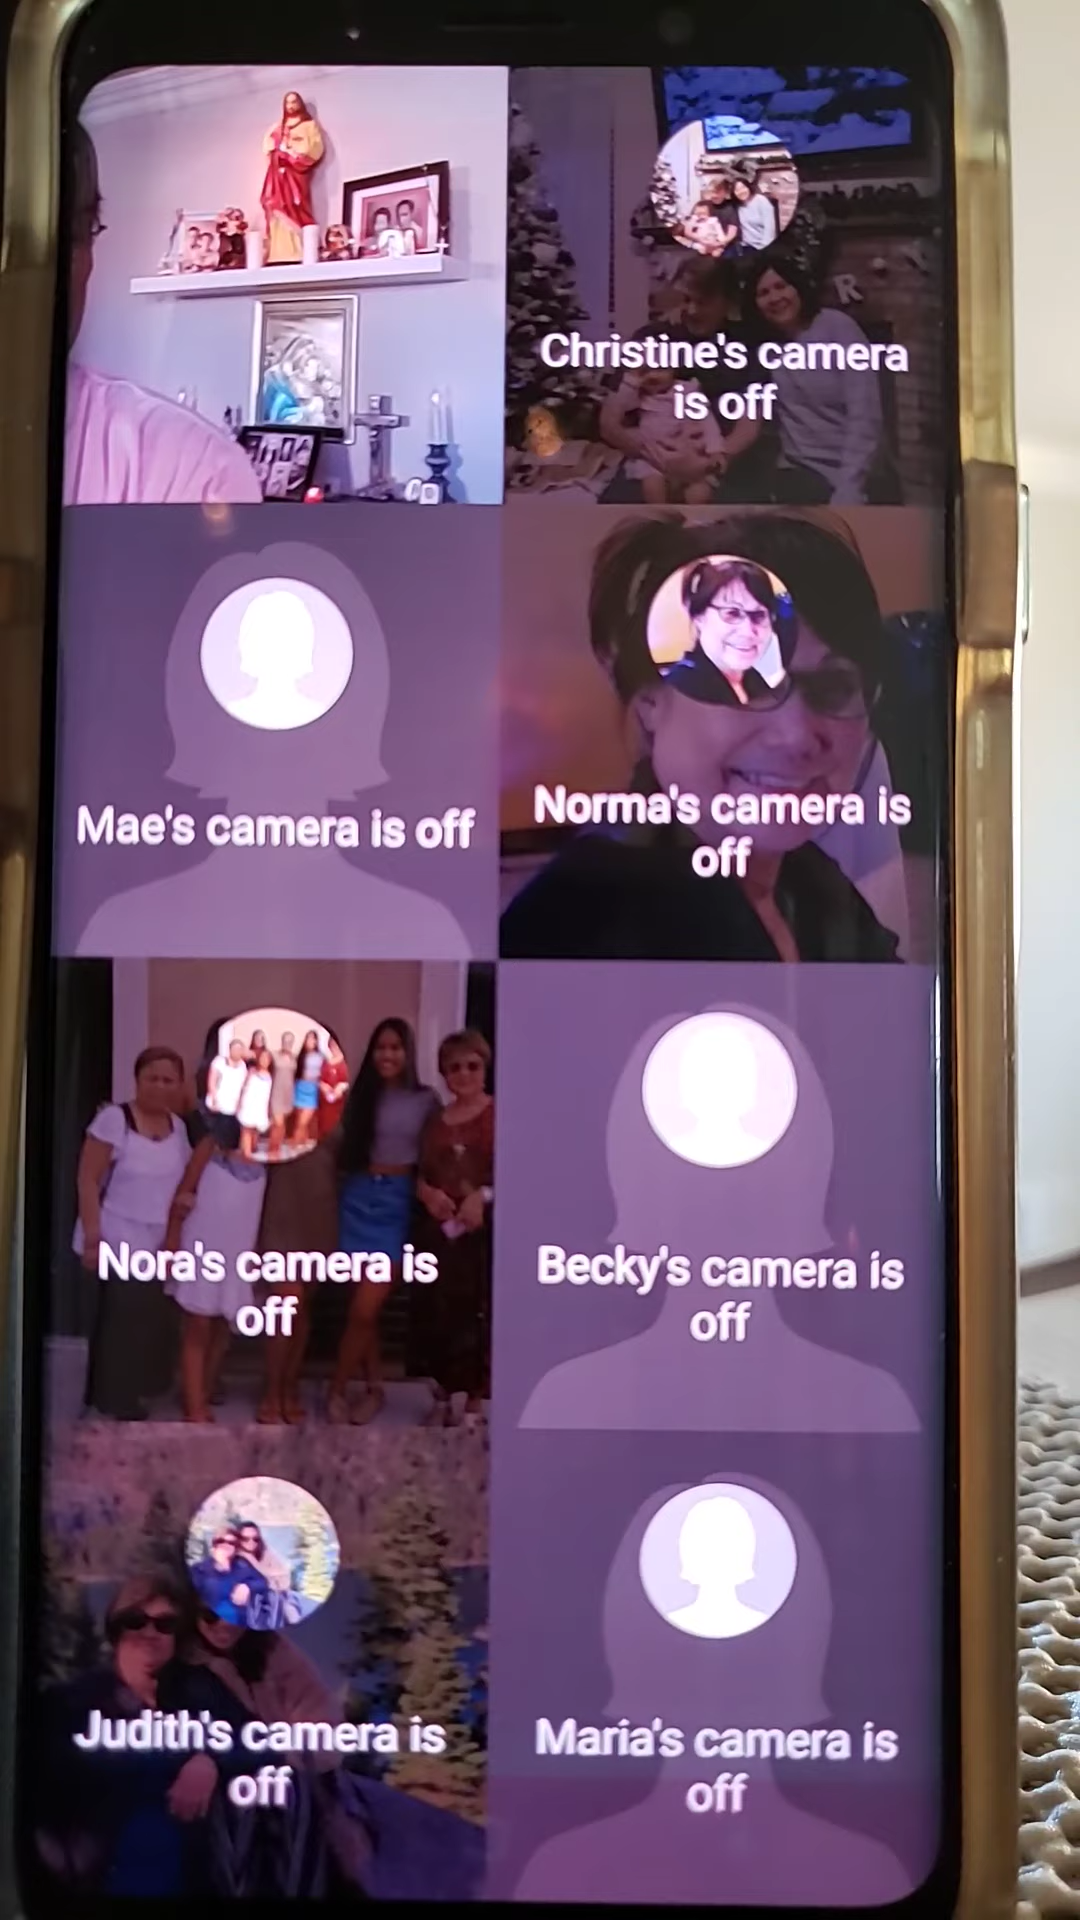 Christine's camera
is off
Mae's camera is off
Norma's camera is
off
Nora's camera is
off
Becky's camera is
off
Judith's camera is
off
Maria's camera is
off